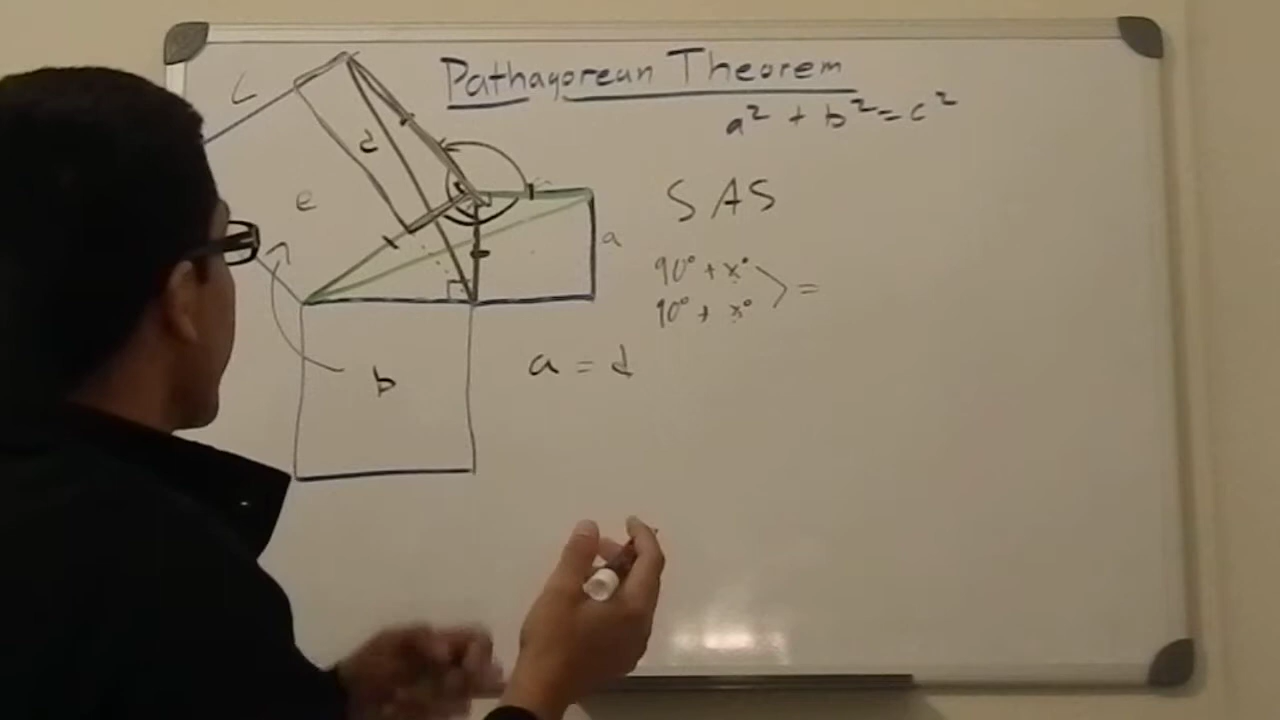 Pathagorean Theorem
a² + b² = c²
SAS
90° + x°
90° + x° > =
a = d
L
d
e
a
b